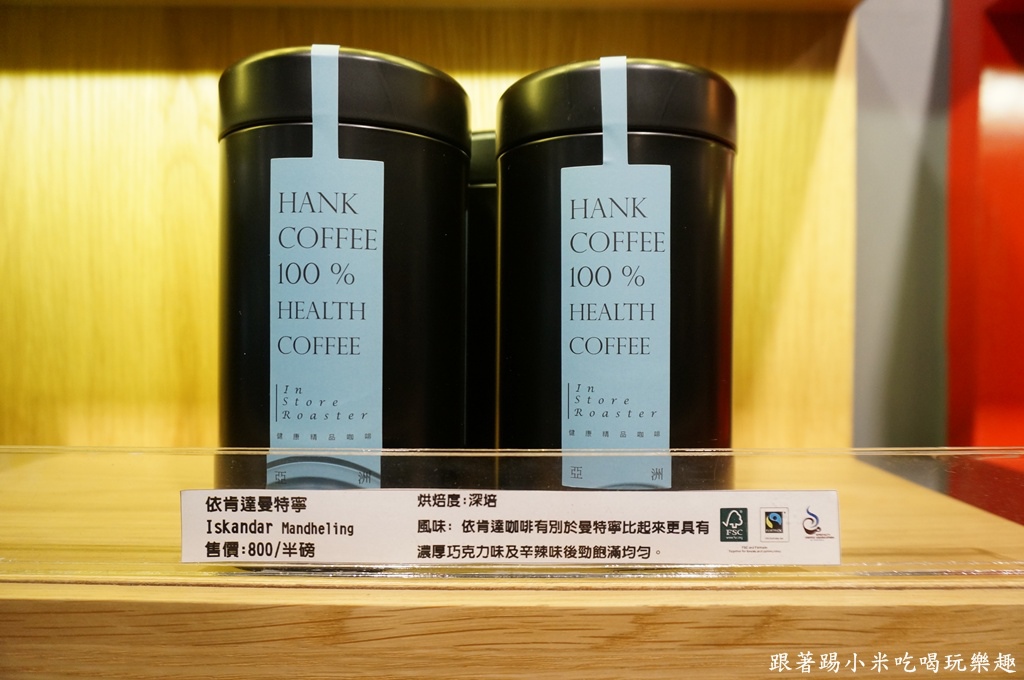 HANK
COFFEE
100 %
HEALTH
COFFEE
In
Store
Roaster
健康精品咖啡
亞洲
HANK
COFFEE
100 %
HEALTH
COFFEE
In
Store
Roaster
健康精品咖啡
亞洲
依肯達曼特寧
Iskandar Mandheling
售價:800/半磅
烘焙度:深焙
風味: 依肯達咖啡有別於曼特寧比起來更具有
濃厚巧克力味及辛辣味後勁飽滿均勻。
FSC
跟著踢小米吃喝玩樂趣